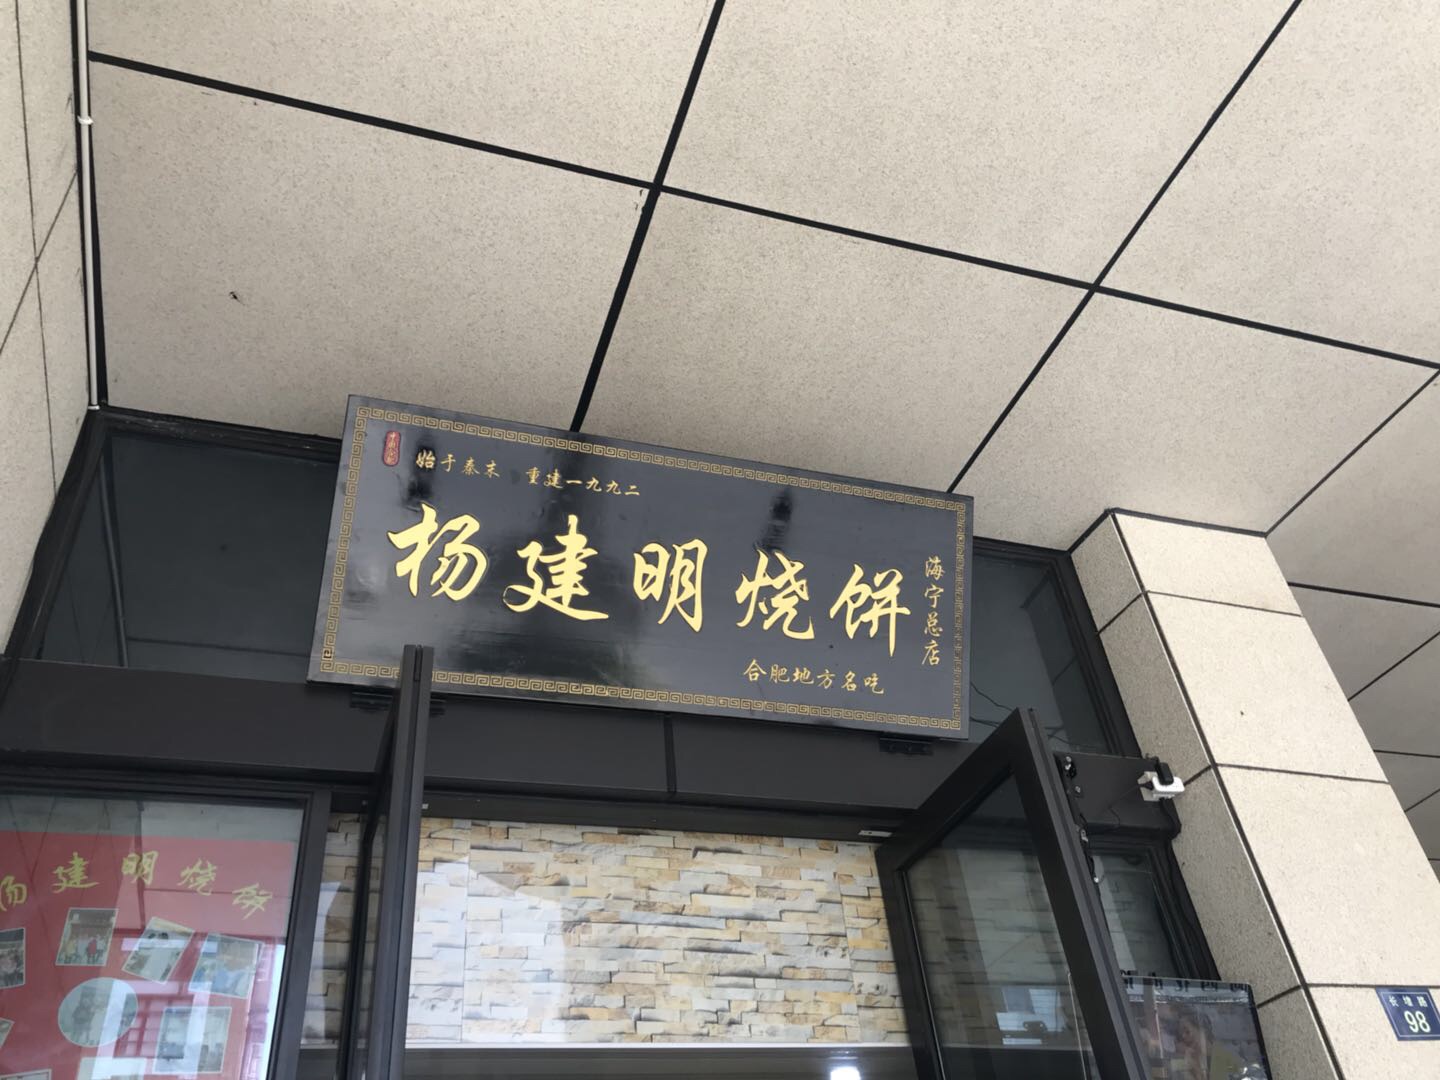 始于秦末 重建一九九二
杨建明烧饼
海宁总店
合肥地方名吃
杨建明烧饼
长埭路
98